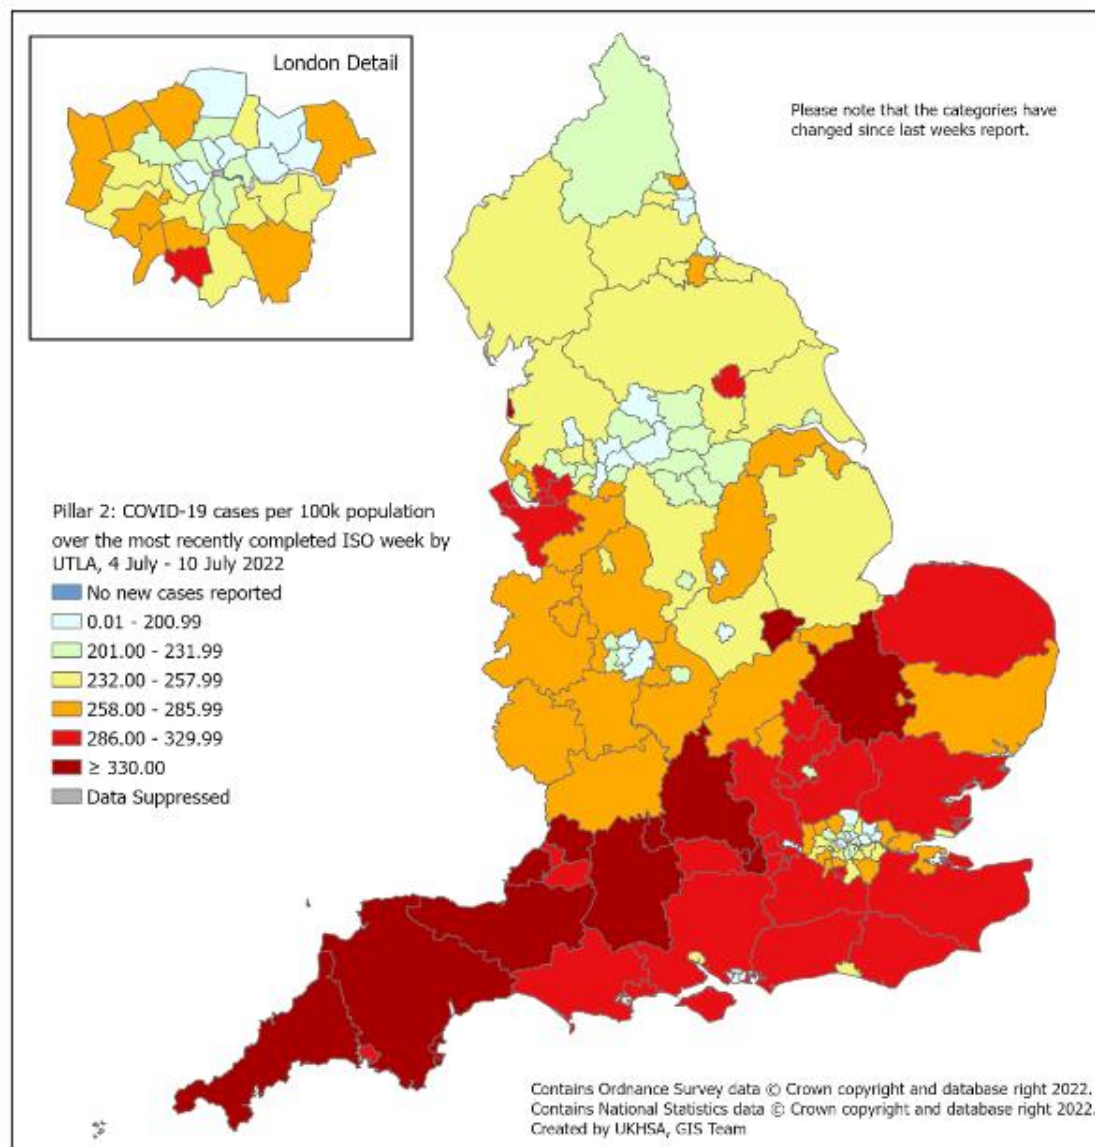 London Detail
Please note that the categories have
changed since last weeks report.
Pillar 2: COVID-19 cases per 100k population
over the most recently completed ISO week by
UTLA, 4 July - 10 July 2022
No new cases reported
0.01 - 200.99
201.00 - 231.99
232.00 - 257.99
258.00 - 285.99
286.00 - 329.99
≥ 330.00
Data Suppressed
Contains Ordnance Survey data © Crown copyright and database right 2022.
Contains National Statistics data © Crown copyright and database right 2022.
Created by UKHSA, GIS Team